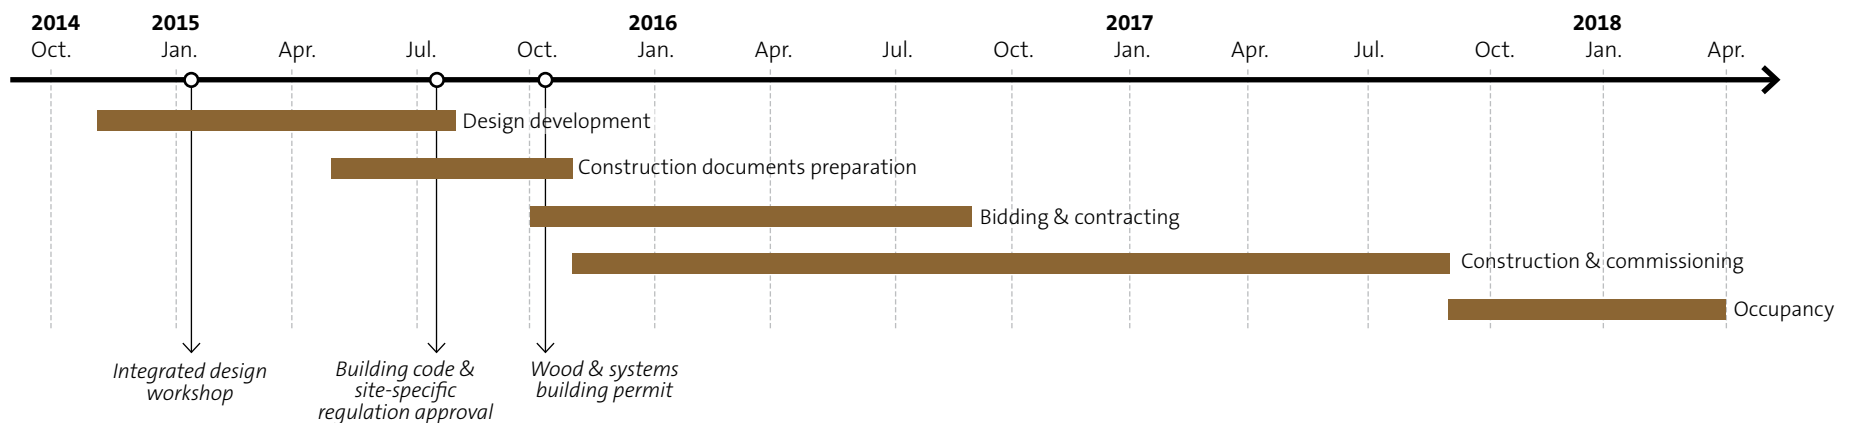 2014 2015 2016 2017 2018
Oct. Jan. Apr. Jul. Oct. Jan. Apr. Jul. Oct. Jan. Apr. Jul. Oct. Jan. Apr.
Design development
Construction documents preparation
Bidding & contracting
Construction & commissioning
Occupancy
Integrated design
workshop
Building code &
site-specific
regulation approval
Wood & systems
building permit